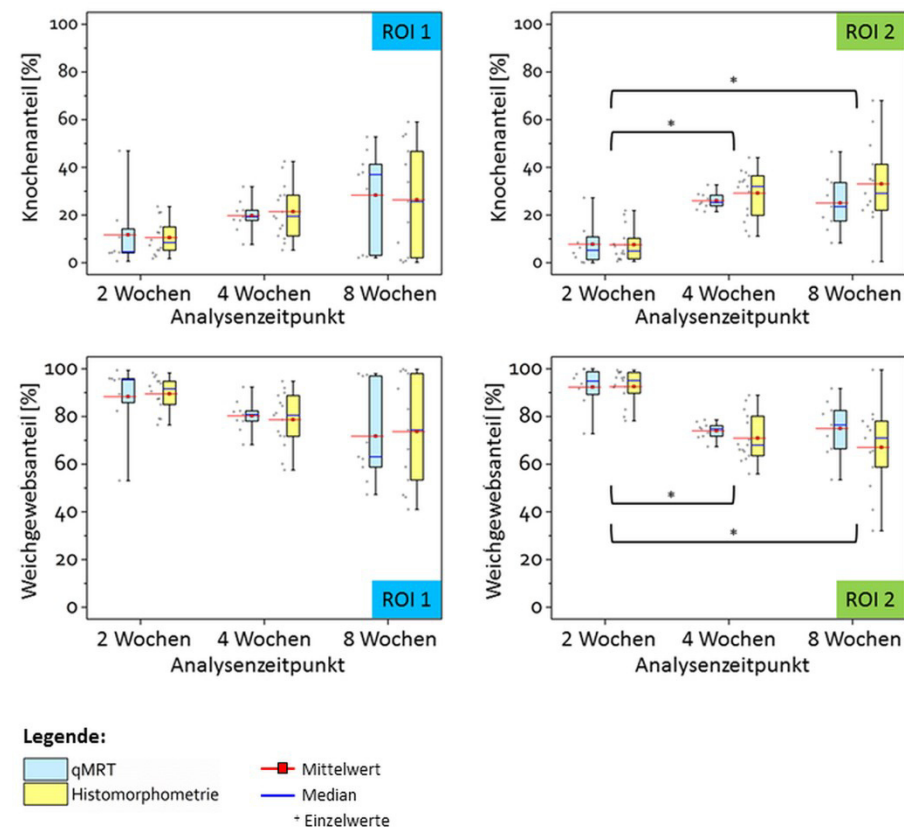 ROI 1
Knochenanteil [%]
100
80
60
40
20
0
2 Wochen 4 Wochen 8 Wochen
Analysenzeitpunkt
ROI 2
Knochenanteil [%]
100
80
60
40
20
0
*
*
2 Wochen 4 Wochen 8 Wochen
Analysenzeitpunkt
Weichgewebsanteil [%]
100
80
60
40
20
0
ROI 1
2 Wochen 4 Wochen 8 Wochen
Analysenzeitpunkt
Weichgewebsanteil [%]
100
80
60
40
20
0
*
*
ROI 2
2 Wochen 4 Wochen 8 Wochen
Analysenzeitpunkt
Legende:
qMRT
Histomorphometrie
Mittelwert
Median
+ Einzelwerte